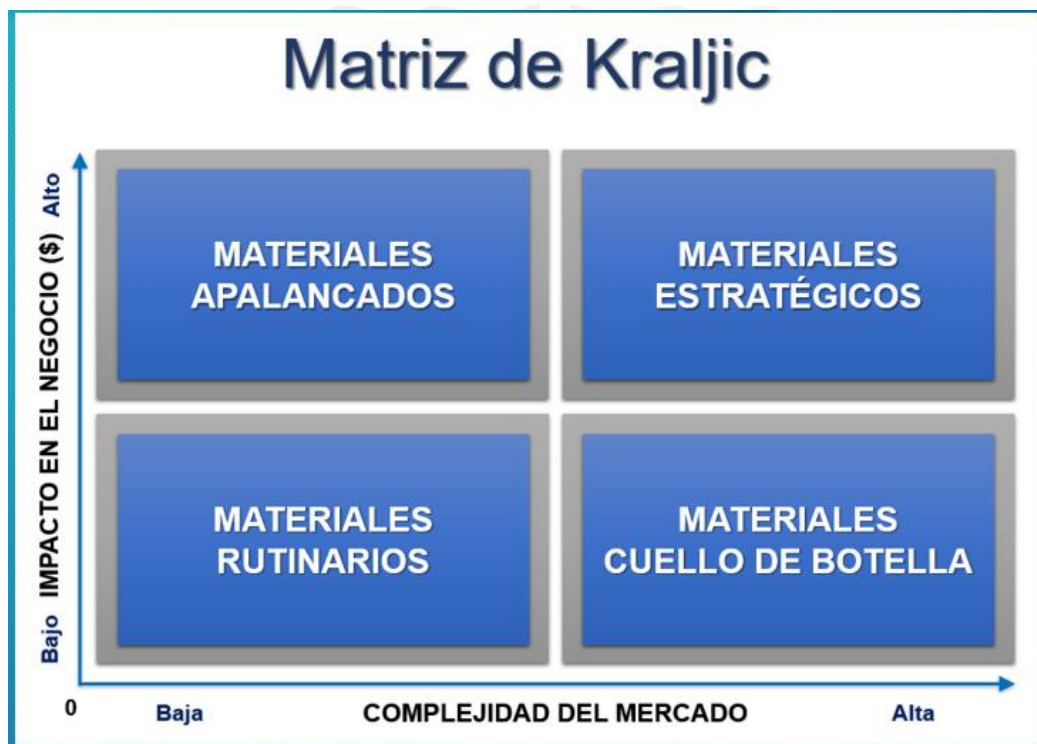 Matriz de Kraljic
Alto
IMPACTO EN EL NEGOCIO ($)
Bajo
MATERIALES
APALANCADOS
MATERIALES
ESTRATÉGICOS
MATERIALES
RUTINARIOS
MATERIALES
CUELLO DE BOTELLA
0
Baja
COMPLEJIDAD DEL MERCADO
Alta